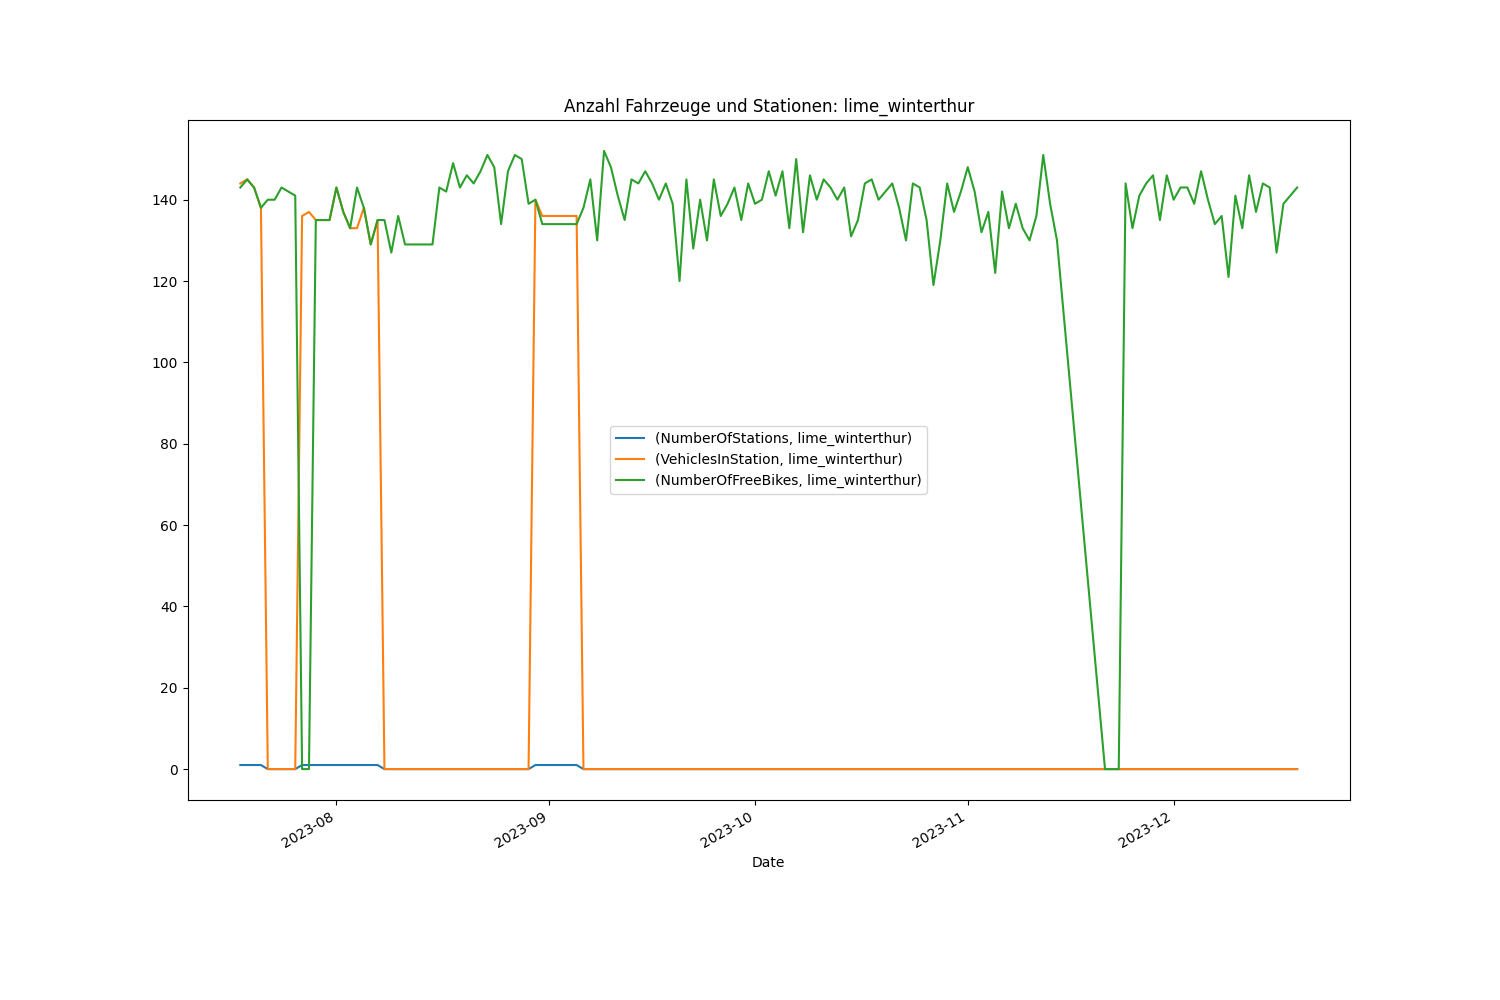 Anzahl Fahrzeuge und Stationen: lime_winterthur
140
120
100
80
60
40
20
0
(NumberOfStations, lime_winterthur)
(VehiclesInStation, lime_winterthur)
(NumberOfFreeBikes, lime_winterthur)
2023-08
2023-09
2023-10
2023-11
2023-12
Date